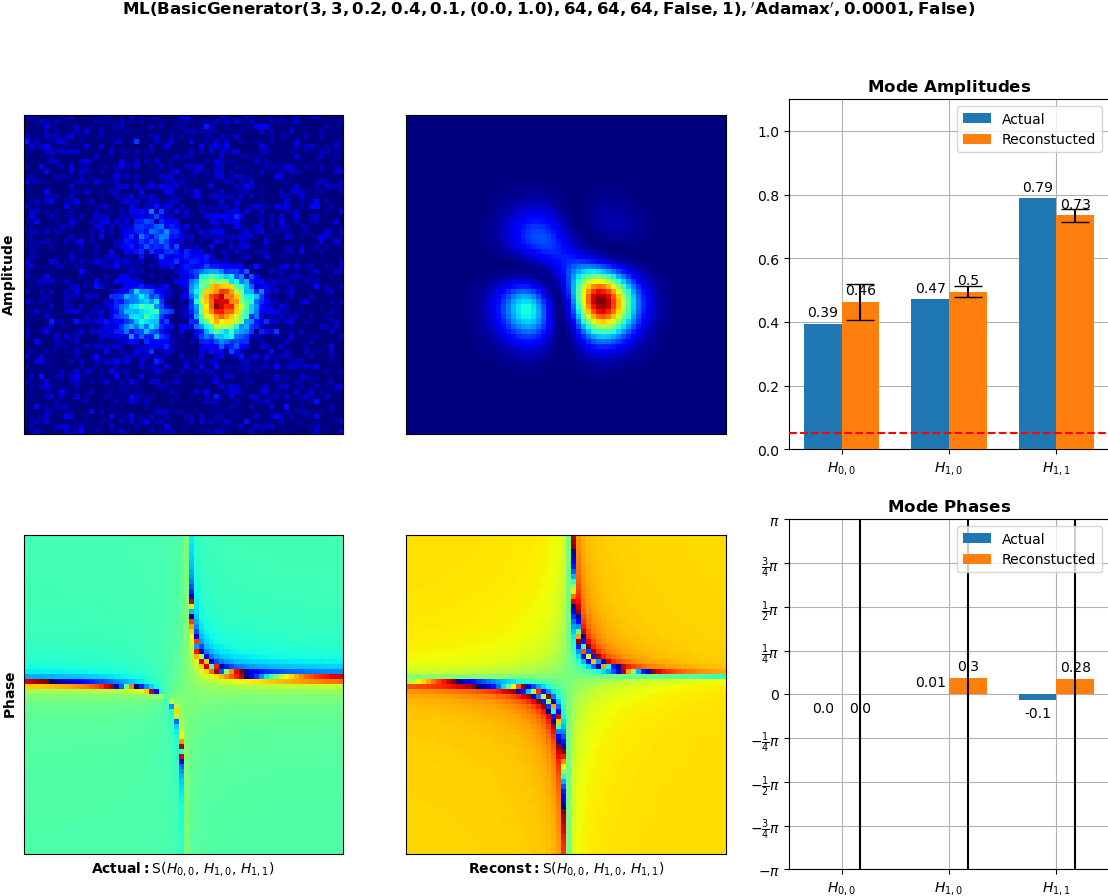 ML(BasicGenerator(3, 3, 0.2, 0.4, 0.1, (0.0, 1.0), 64, 64, 64, False, 1), ′Adamax′, 0.0001, False)
Amplitude
Mode Amplitudes
Actual
Reconstucted
1.0
0.8
0.6
0.4
0.2
0.0
0.39
0.46
0.47
0.5
0.79
0.73
H0,0
H1,0
H1,1
Phase
Actual: S(H0,0, H1,0, H1,1)
Reconst: S(H0,0, H1,0, H1,1)
Mode Phases
Actual
Reconstucted
π
3/4π
1/2π
1/4π
0
−1/4π
−1/2π
−3/4π
−π
0.0
0.0
0.01
0.3
-0.1
0.28
H0,0
H1,0
H1,1